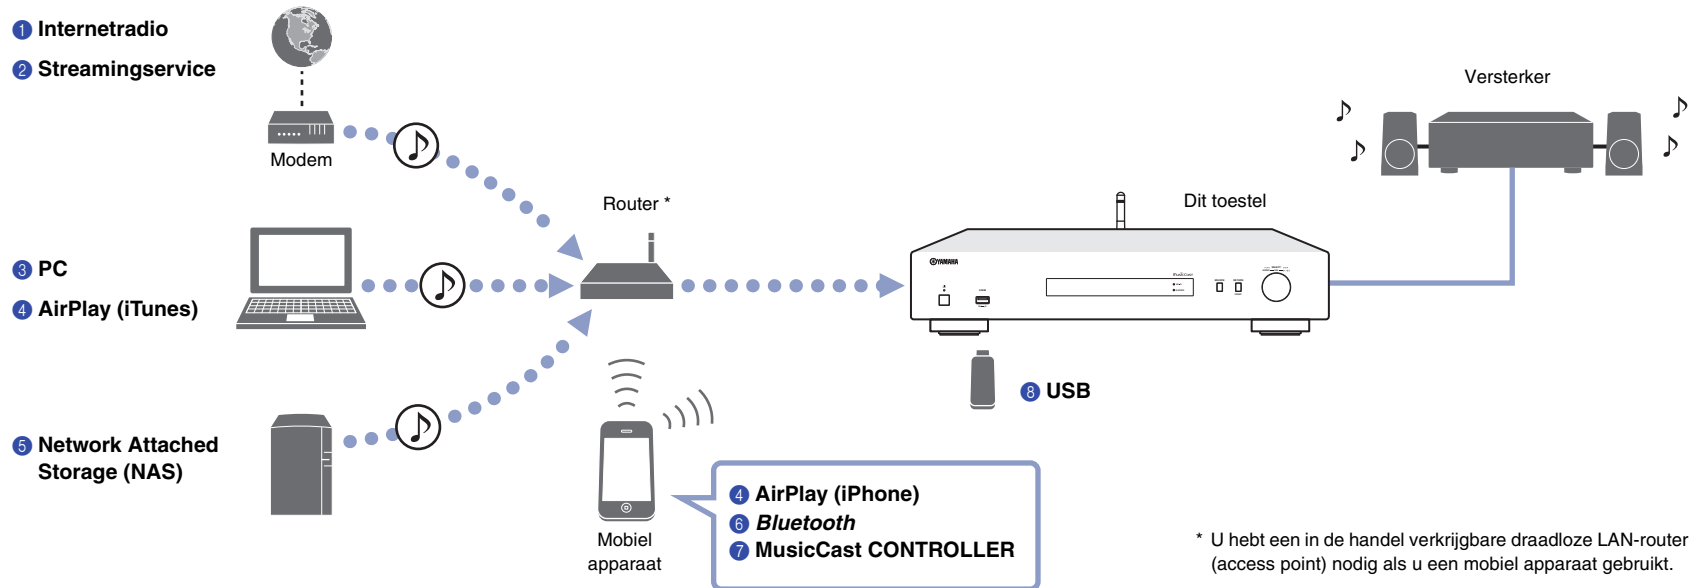 1 Internetradio
2 Streamingservice
Modem
Versterker
Router *
Dit toestel
3 PC
4 AirPlay (iTunes)
YAMAHA
8 USB
5 Network Attached
Storage (NAS)
Mobiel
apparaat
4 AirPlay (iPhone)
6 Bluetooth
7 MusicCast CONTROLLER
* U hebt een in de handel verkrijgbare draadloze LAN-router
(access point) nodig als u een mobiel apparaat gebruikt.